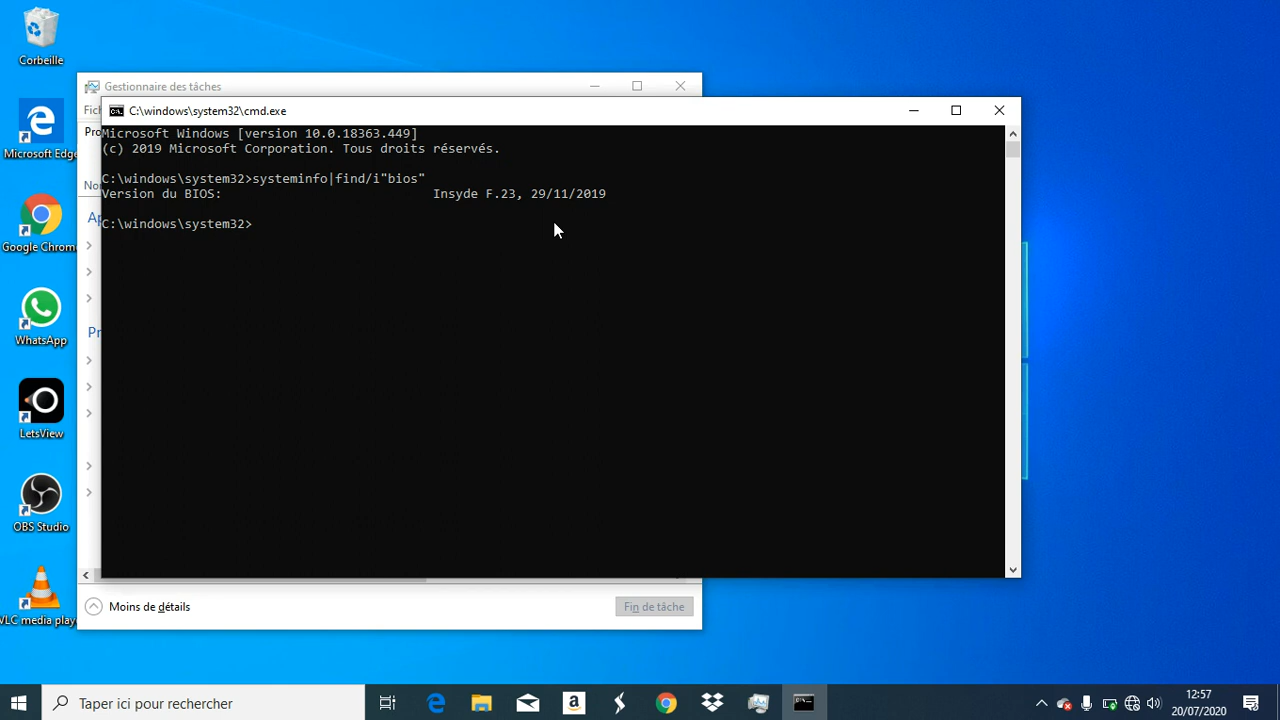 Corbeille
Gestionnaire des tâches
Microsoft Edge
Google Chrome
WhatsApp
LetsView
OBS Studio
C:\windows\system32\cmd.exe
Microsoft Windows [version 10.0.18363.449]
(c) 2019 Microsoft Corporation. Tous droits réservés.
C:\windows\system32>systeminfo|find/i"bios"
Version du BIOS: Insyde F.23, 29/11/2019
C:\windows\system32>
Moins de détails
Fin de tâche
VLC media play
Taper ici pour rechercher
12:57
20/07/2020